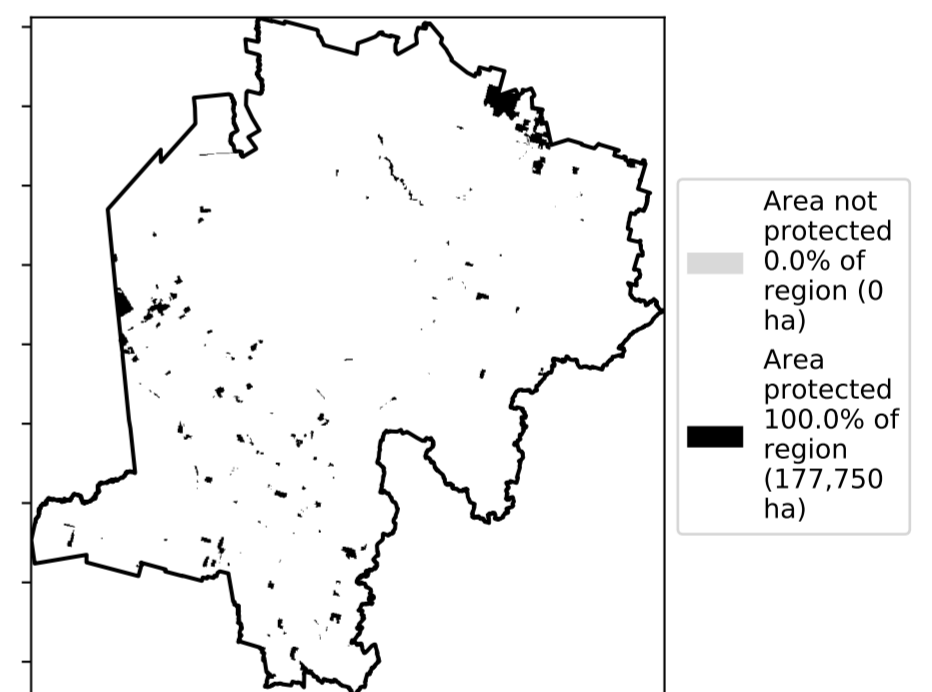 Area not
protected
0.0% of
region (0
ha)
Area
protected
100.0% of
region
(177,750
ha)